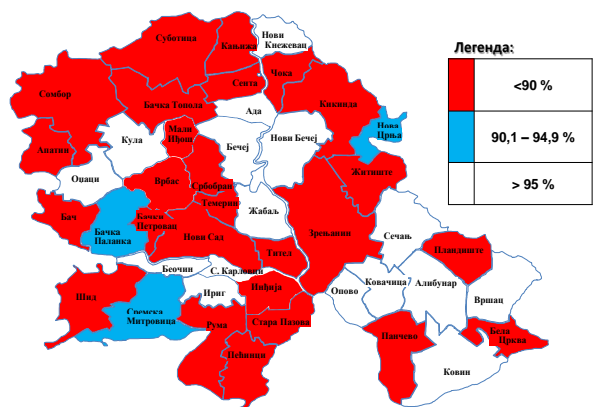 Легенда:
<90 %
90,1 – 94,9 %
> 95 %
Суботица
Кањижа
Нови
Кнежевац
Сомбор
Бачка Топола
Сента
Чока
Кикинда
Ада
Апатин
Кула
Мали
Иђош
Бечеј
Нови Бечеј
Нова
Црња
Оџаци
Врбас
Србобран
Житиште
Бач
Бачка
Паланка
Бачки
Петровац
Темерин
Жабаљ
Зрењанин
Нови Сад
Сечањ
Тител
Пландиште
Беочин
С. Карловци
Шид
Сремска
Митровица
Ириг
Инђија
Опово
Ковачица
Алибунар
Вршац
Рума
Стара Пазова
Панчево
Бела
Црква
Пећинци
Ковин